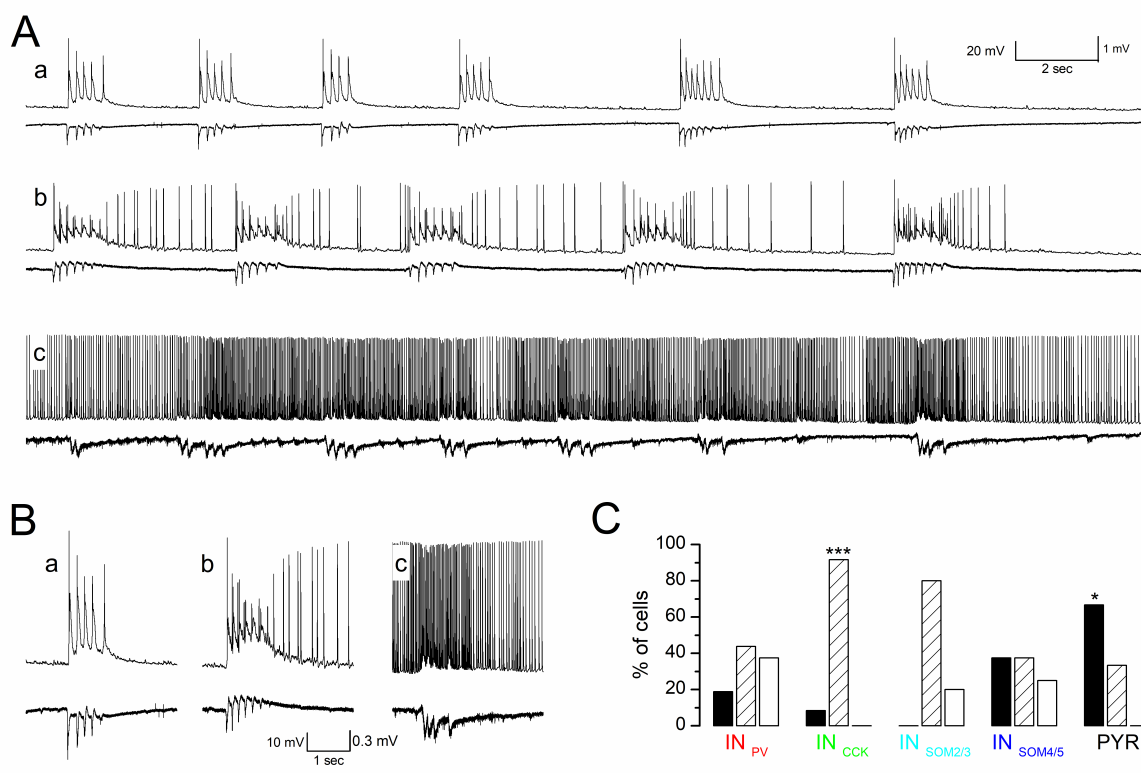 A
a
20 mV
1 mV
2 sec
b
c
B
a
b
c
10 mV
0.3 mV
1 sec
C
% of cells
100
80
60
40
20
0
***
*
IN PV
IN CCK
IN SOM2/3
IN SOM4/5
PYR